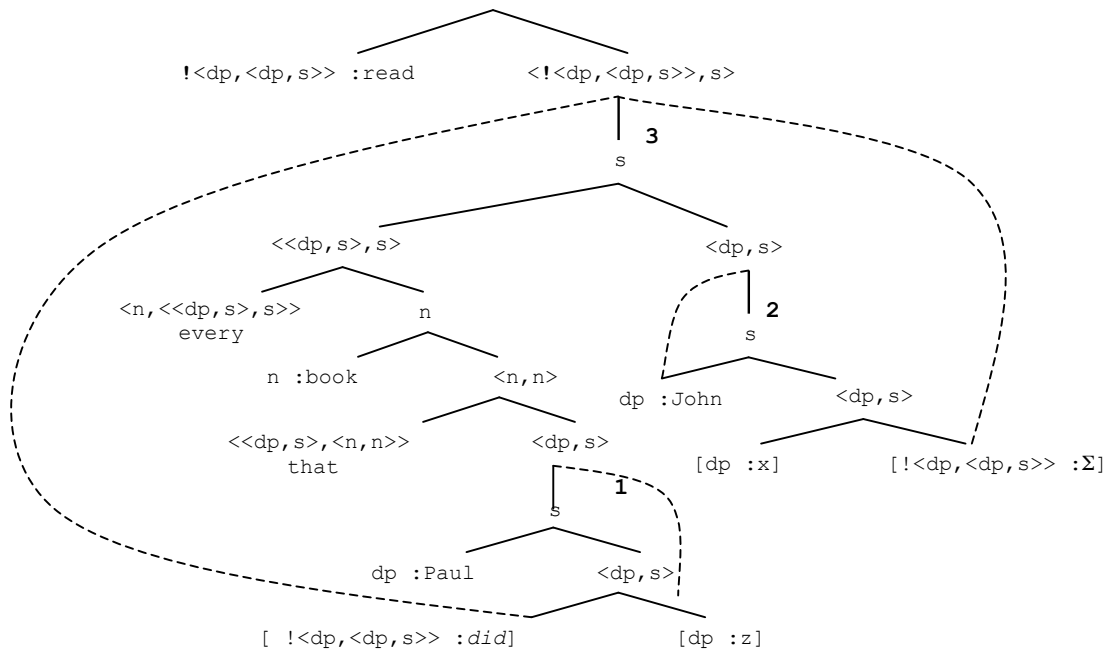 !<dp,<dp,s>> :read <!<dp,<dp,s>>,s>
3
s
<<dp,s>,s> <dp,s>
<n,<<dp,s>,s>> n
every
2
s
n :book <n,n>
dp :John <dp,s>
<<dp,s>,<n,n>> <dp,s>
that
[dp :x] [!<dp,<dp,s>> :Σ]
1
s
dp :Paul <dp,s>
[ !<dp,<dp,s>> :did] [dp :z]